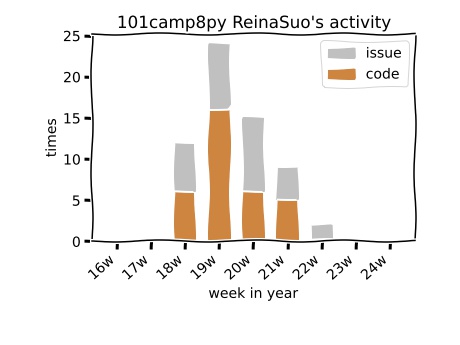 101camp8py ReinaSuo's activity
issue
code
25
20
15
10
5
0
times
16w 17w 18w 19w 20w 21w 22w 23w 24w
week in year